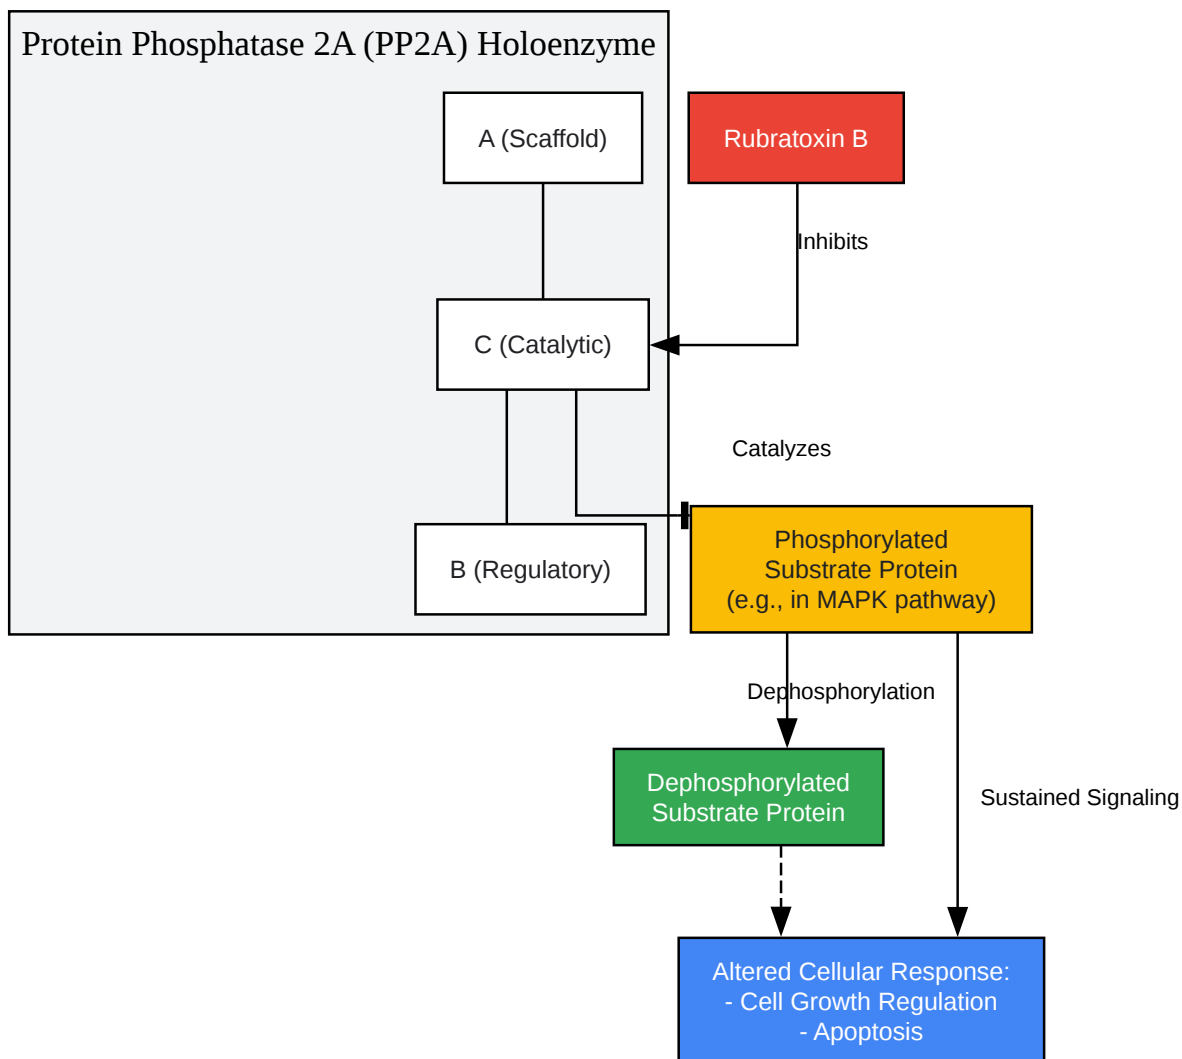 Protein Phosphatase 2A (PP2A) Holoenzyme
A (Scaffold)
Rubratoxin B
Inhibits
C (Catalytic)
Catalyzes
B (Regulatory)
Phosphorylated
Substrate Protein
(e.g., in MAPK pathway)
Dephosphorylation
Dephosphorylated
Substrate Protein
Sustained Signaling
Altered Cellular Response:
- Cell Growth Regulation
- Apoptosis